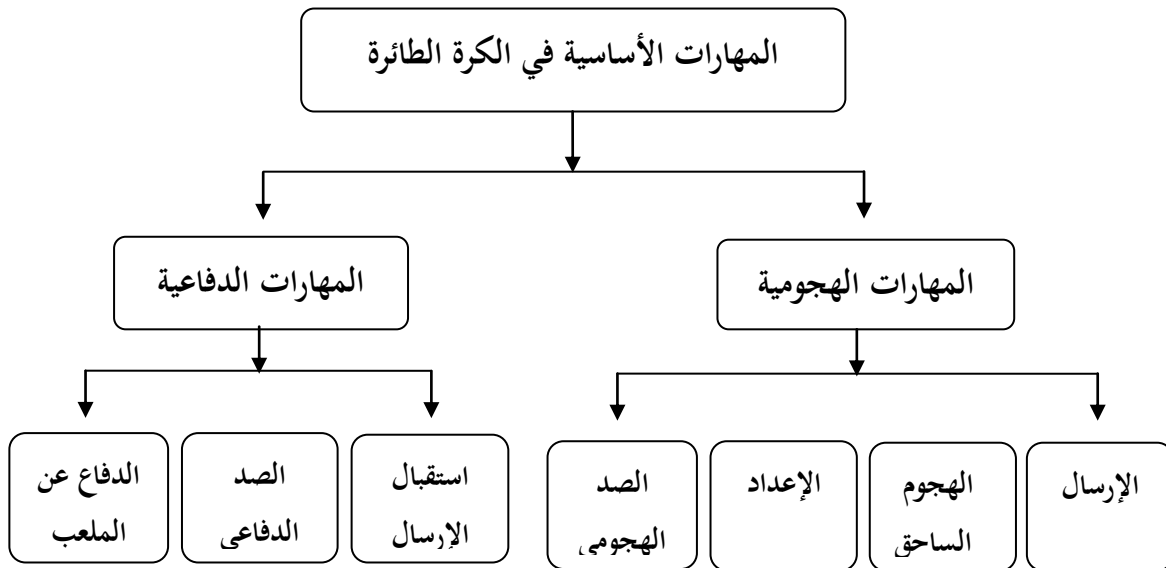 المهارات الأساسية في الكرة الطائرة
المهارات الهجومية
المهارات الدفاعية
الإرسال
الهجوم
الساحق
الإعداد
الصد
الهجومي
استقبال
الإرسال
الصد
الدفاعي
الدفاع عن
الملعب